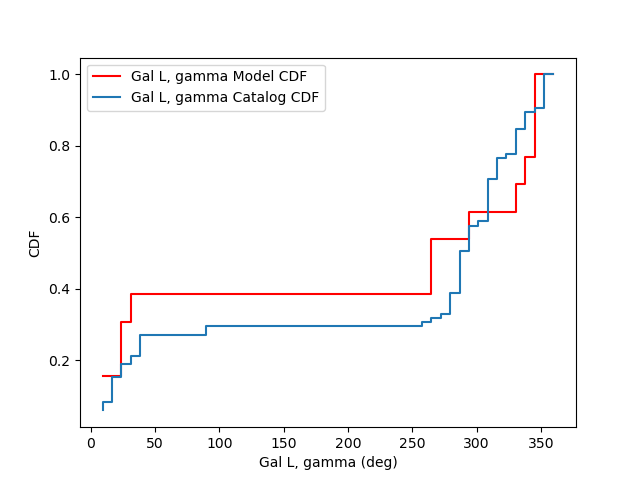 Gal L, gamma Model CDF
Gal L, gamma Catalog CDF
1.0
0.8
0.6
0.4
0.2
CDF
0 50 100 150 200 250 300 350
Gal L, gamma (deg)